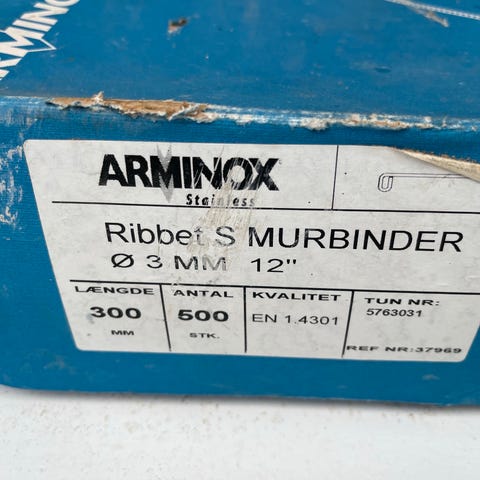 ARMINOX
ARMINOX
Stainless
Ribbet S MURBINDER
Ø 3 MM 12"
LÆNGDE
300
MM
ANTAL
500
STK.
KVALITET
EN 1.4301
TUN NR:
5763031
REF NR:37969